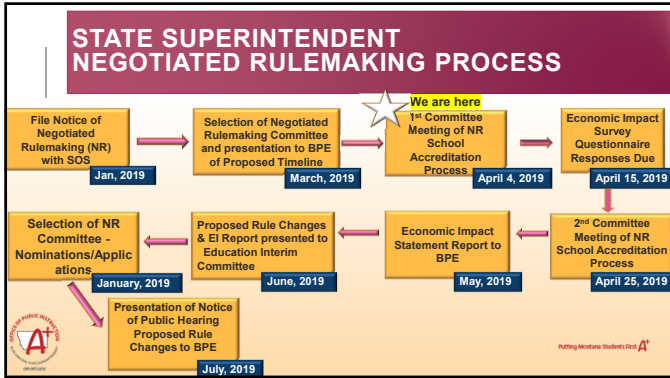 STATE SUPERINTENDENT
NEGOTIATED RULEMAKING PROCESS
We are here
File Notice of
Negotiated
Rulemaking (NR)
with SOS
Jan, 2019
Selection of Negotiated
Rulemaking Committee
and presentation to BPE
of Proposed Timeline
March, 2019
1st Committee
Meeting of NR
School
Accreditation
Process
April 4, 2019
Economic Impact
Survey
Questionnaire
Responses Due
April 15, 2019
Selection of NR
Committee -
Nominations/Applic
ations
January, 2019
Proposed Rule Changes
& EI Report presented to
Education Interim
Committee
June, 2019
Economic Impact
Statement Report to
BPE
May, 2019
2nd Committee
Meeting of NR
School Accreditation
Process
April 25, 2019
Presentation of Notice
of Public Hearing
Proposed Rule
Changes to BPE
July, 2019
OFFICE OF PUBLIC INSTRUCTION
A+
OPI.MT.GOV
Putting Montana Students First A+